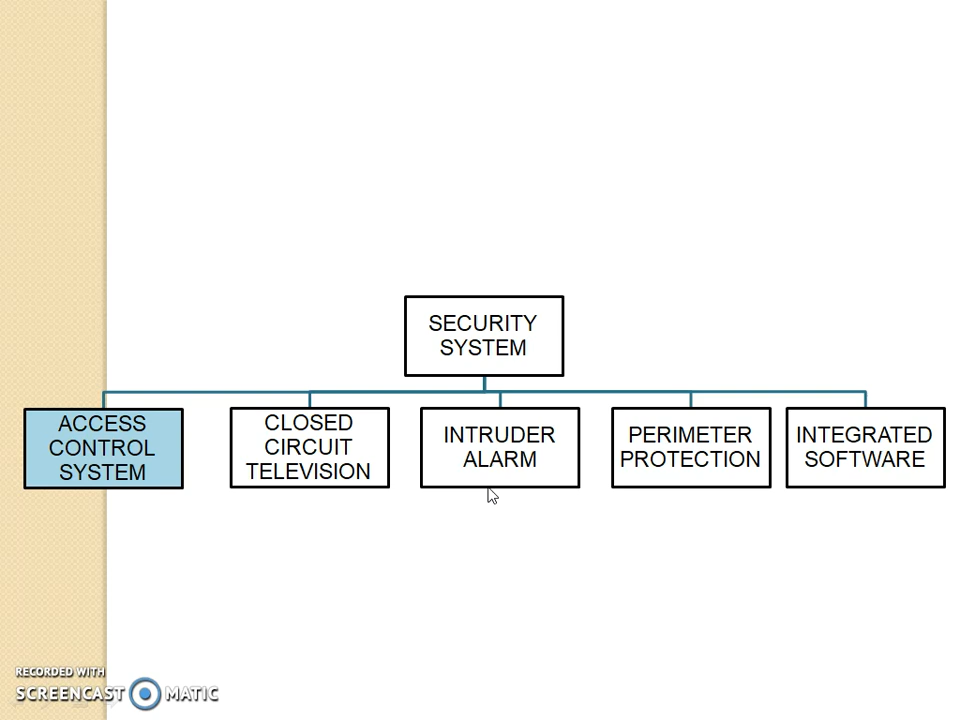 SECURITY
SYSTEM
ACCESS
CONTROL
SYSTEM
CLOSED
CIRCUIT
TELEVISION
INTRUDER
ALARM
PERIMETER
PROTECTION
INTEGRATED
SOFTWARE
RECORDED WITH
SCREENCAST MATIC